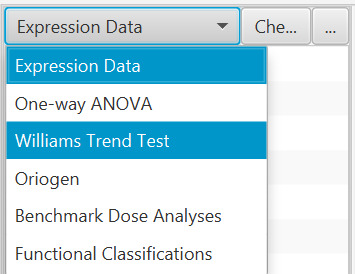 Expression Data Che... ...
Expression Data
One-way ANOVA
Williams Trend Test
Oriogen
Benchmark Dose Analyses
Functional Classifications